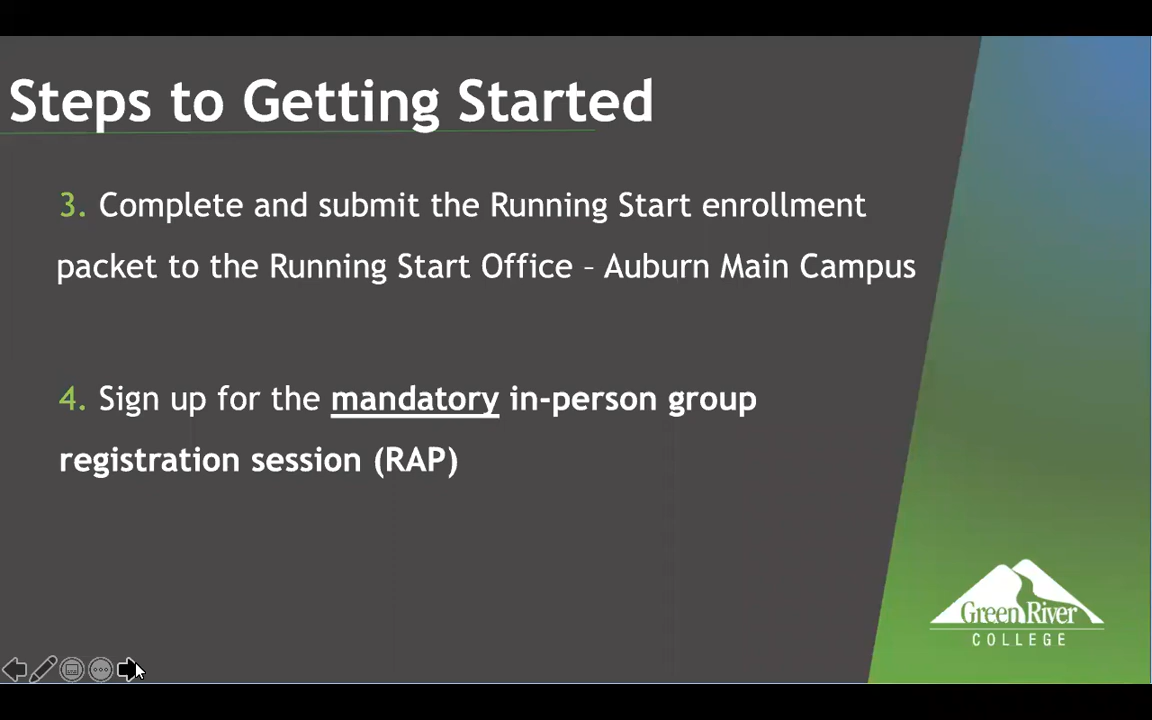 Steps to Getting Started
3. Complete and submit the Running Start enrollment
packet to the Running Start Office – Auburn Main Campus
4. Sign up for the mandatory in-person group
registration session (RAP)
Green River
COLLEGE